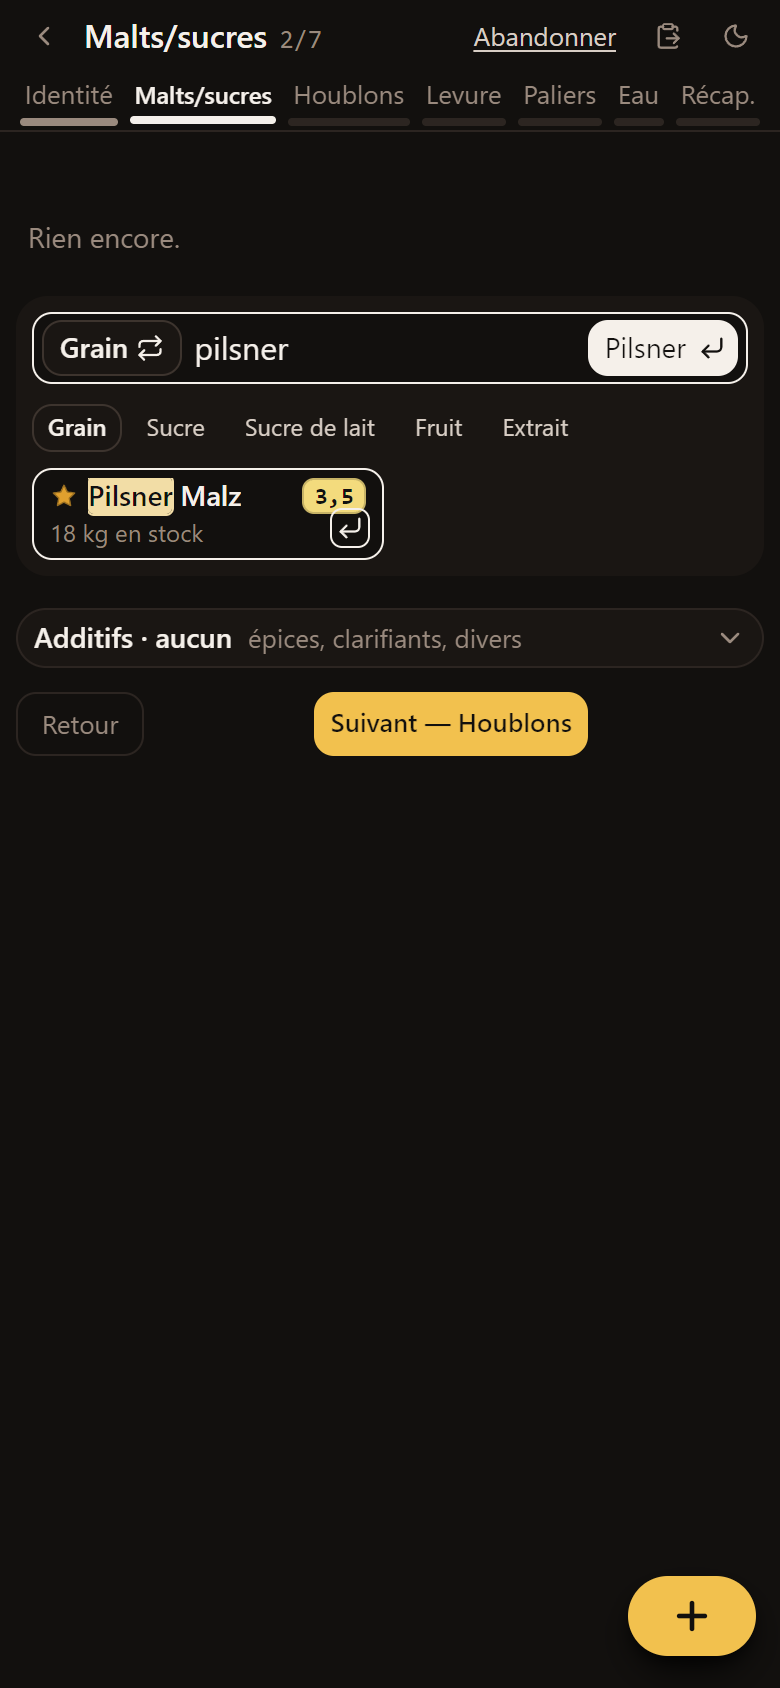 Malts/sucres 2/7 Abandonner
Identité Malts/sucres Houblons Levure Paliers Eau Récap.
Rien encore.
Grain pilsner Pilsner
Grain Sucre Sucre de lait Fruit Extrait
Pilsner Malz 3,5
18 kg en stock
Additifs · aucun épices, clarifiants, divers
Retour Suivant — Houblons